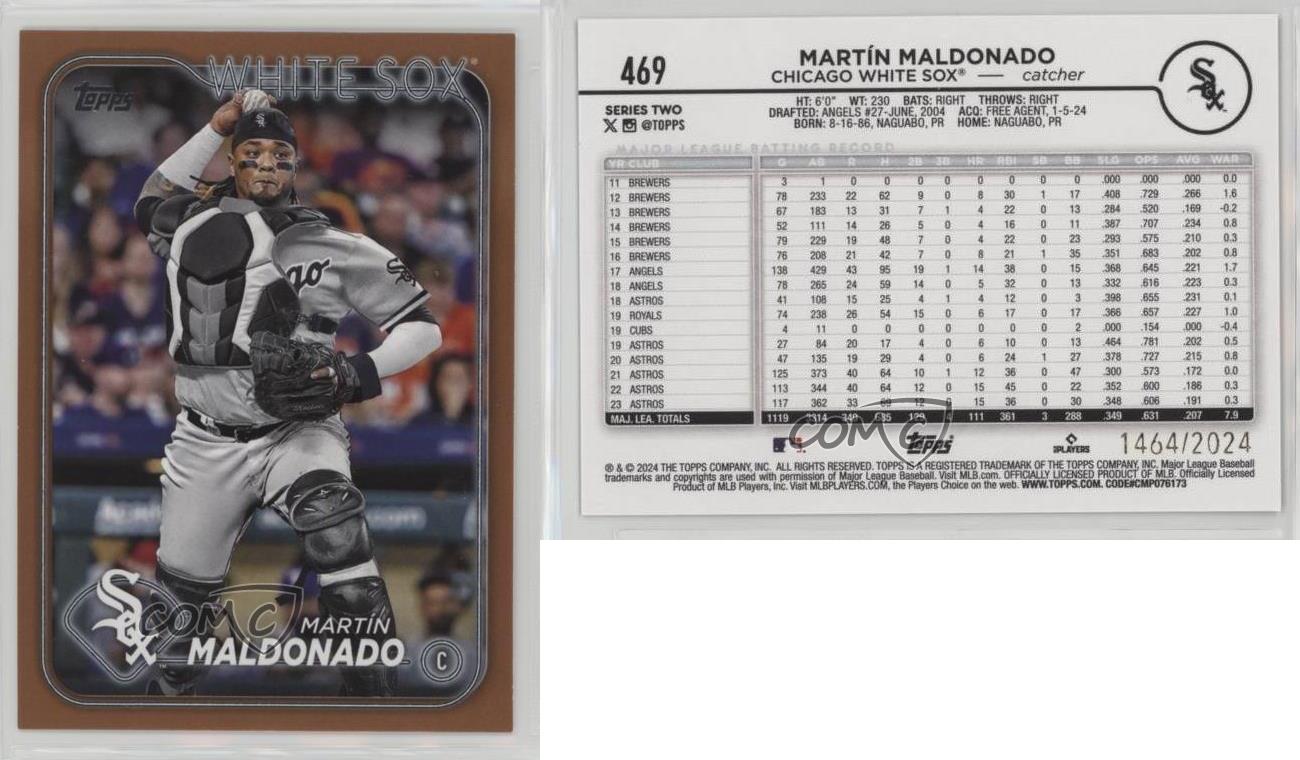 WHITE SOX®
Topps
Sox
MARTÍN
MALDONADO
C
COMC
469
MARTÍN MALDONADO
CHICAGO WHITE SOX® — catcher
Sox
SERIES TWO
@TOPPS
HT: 6'0" WT: 230 BATS: RIGHT THROWS: RIGHT
DRAFTED: ANGELS #27-JUNE, 2004 ACQ: FREE AGENT, 1-5-24
BORN: 8-16-86, NAGUABO, PR HOME: NAGUABO, PR
MAJOR LEAGUE BATTING RECORD
YR CLUB G AB R H 2B 3B HR RBI SB BB SLG OPS AVG WAR
11 BREWERS 3 1 0 0 0 0 0 0 0 0 .000 .000 .000 0.0
12 BREWERS 78 233 22 62 9 0 8 30 1 17 .408 .729 .266 1.6
13 BREWERS 67 183 13 31 7 1 4 22 0 13 .284 .520 .169 -0.2
14 BREWERS 52 111 14 26 5 0 4 16 0 11 .387 .707 .234 0.8
15 BREWERS 79 229 19 48 7 0 4 22 0 23 .293 .575 .210 0.3
16 BREWERS 76 208 21 42 7 0 8 21 1 35 .351 .683 .202 0.8
17 ANGELS 138 429 43 95 19 1 14 38 0 15 .368 .645 .221 1.7
18 ANGELS 78 265 24 59 14 0 5 32 0 13 .332 .616 .223 0.3
18 ASTROS 41 108 15 25 4 1 4 12 0 3 .398 .655 .231 0.1
19 ROYALS 74 238 26 54 15 0 6 17 0 17 .366 .657 .227 1.0
19 CUBS 4 11 0 0 0 0 0 0 0 2 .000 .154 .000 -0.4
19 ASTROS 27 84 20 17 4 0 6 10 0 13 .464 .781 .202 0.5
20 ASTROS 47 135 19 29 4 0 6 24 1 27 .378 .727 .215 0.8
21 ASTROS 125 373 40 64 10 1 12 36 0 47 .300 .573 .172 0.0
22 ASTROS 113 344 40 64 12 0 15 45 0 22 .352 .600 .186 0.3
23 ASTROS 117 362 33 69 12 0 15 36 0 30 .348 .606 .191 0.3
MAJ. LEA. TOTALS 1119 3314 349 685 129 4 111 361 3 288 .349 .631 .207 7.9
COMC
Topps
PLAYERS
1464/2024
® & © 2024 THE TOPPS COMPANY, INC. ALL RIGHTS RESERVED. TOPPS IS A REGISTERED TRADEMARK OF THE TOPPS COMPANY, INC. Major League Baseball
trademarks and copyrights are used with permission of Major League Baseball. Visit MLB.com. OFFICIALLY LICENSED PRODUCT OF MLB. Officially Licensed
Product of MLB Players, Inc. Visit MLBPLAYERS.COM, the Players Choice on the web. WWW.TOPPS.COM. CODE#CMP076173